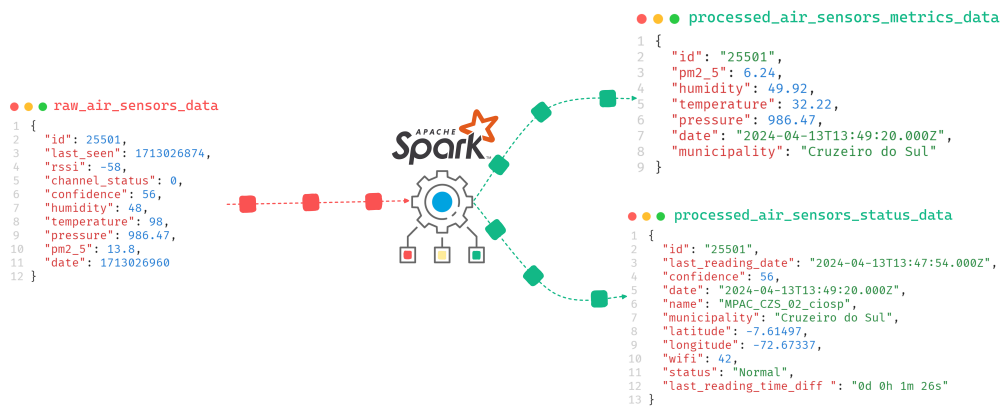 raw_air_sensors_data
1 {
2 "id": 25501,
3 "last_seen": 1713026874,
4 "rssi": -58,
5 "channel_status": 0,
6 "confidence": 56,
7 "humidity": 48,
8 "temperature": 98,
9 "pressure": 986.47,
10 "pm2_5": 13.8,
11 "date": 1713026960
12 }
APACHE
Spark™
processed_air_sensors_metrics_data
1 {
2 "id": "25501",
3 "pm2_5": 6.24,
4 "humidity": 49.92,
5 "temperature": 32.22,
6 "pressure": 986.47,
7 "date": "2024-04-13T13:49:20.000Z",
8 "municipality": "Cruzeiro do Sul"
9 }
processed_air_sensors_status_data
1 {
2 "id": "25501",
3 "last_reading_date": "2024-04-13T13:47:54.000Z",
4 "confidence": 56,
5 "date": "2024-04-13T13:49:20.000Z",
6 "name": "MPAC_CZS_02_ciosp",
7 "municipality": "Cruzeiro do Sul",
8 "latitude": -7.61497,
9 "longitude": -72.67337,
10 "wifi": 42,
11 "status": "Normal",
12 "last_reading_time_diff ": "0d 0h 1m 26s"
13 }